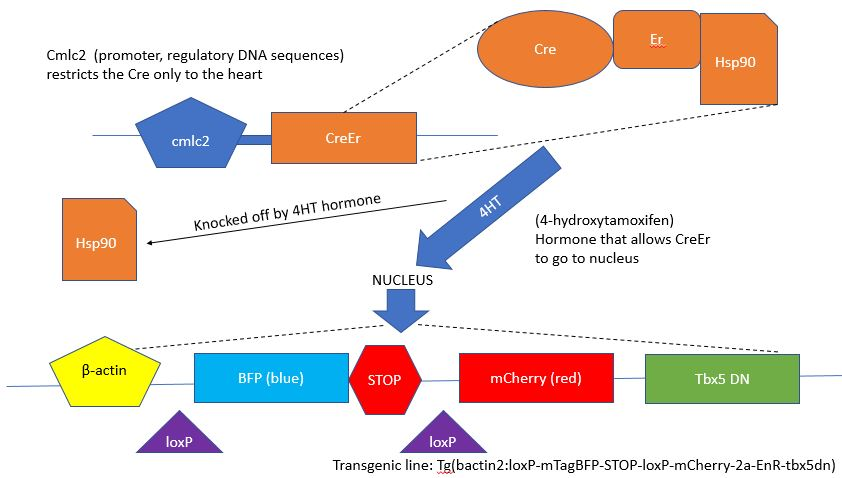 Cmlc2 (promoter, regulatory DNA sequences)
restricts the Cre only to the heart
Cre
Er
Hsp90
cmlc2
CreEr
4HT
Knocked off by 4HT hormone
Hsp90
(4-hydroxytamoxifen)
Hormone that allows CreEr
to go to nucleus
NUCLEUS
β-actin
BFP (blue)
STOP
mCherry (red)
Tbx5 DN
loxP
loxP
Transgenic line: Tg(bactin2:loxP-mTagBFP-STOP-loxP-mCherry-2a-EnR-tbx5dn)